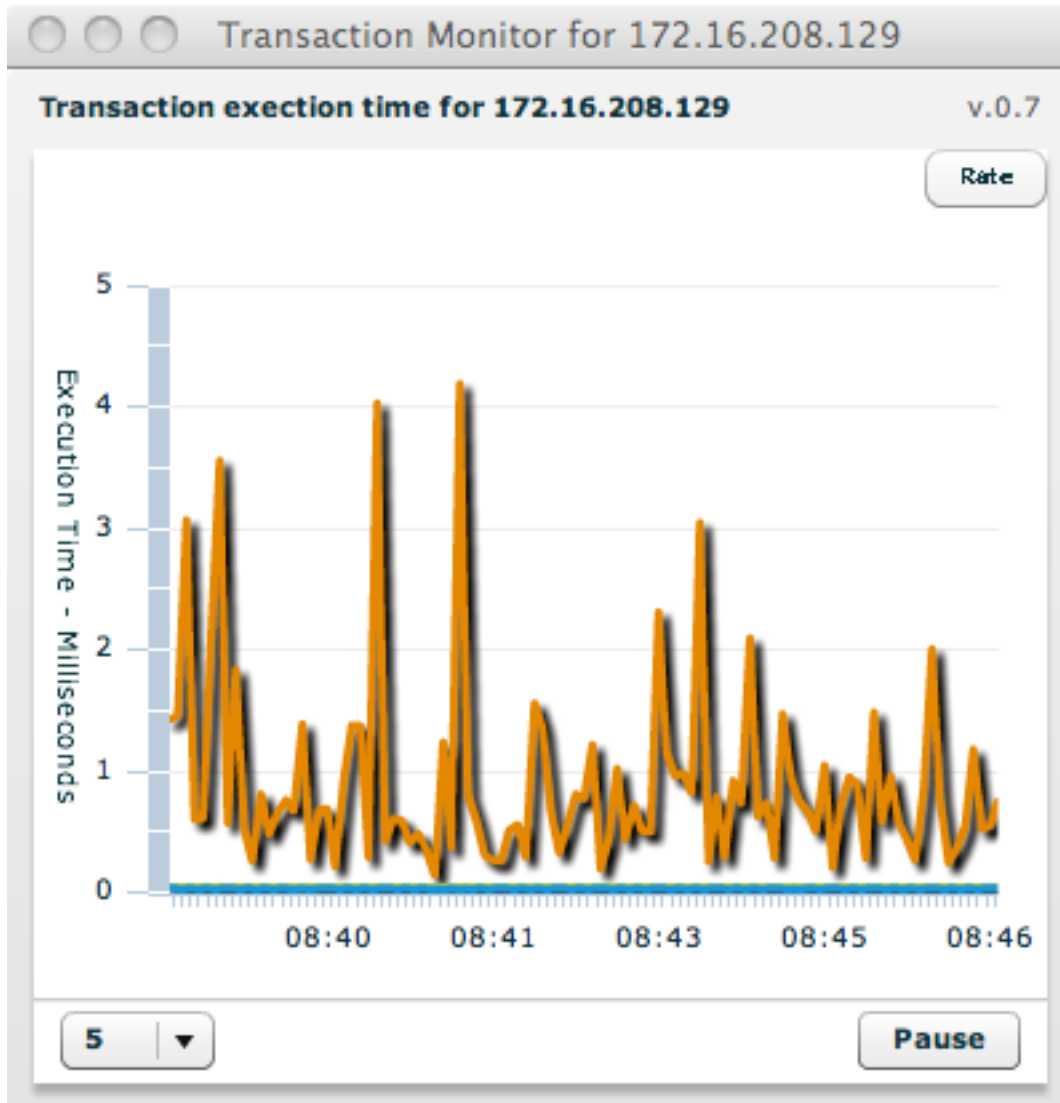 Transaction Monitor for 172.16.208.129
Transaction exection time for 172.16.208.129
v.0.7
Rate
5
4
3
2
1
0
Execution Time - Milliseconds
08:40
08:41
08:43
08:45
08:46
5
Pause